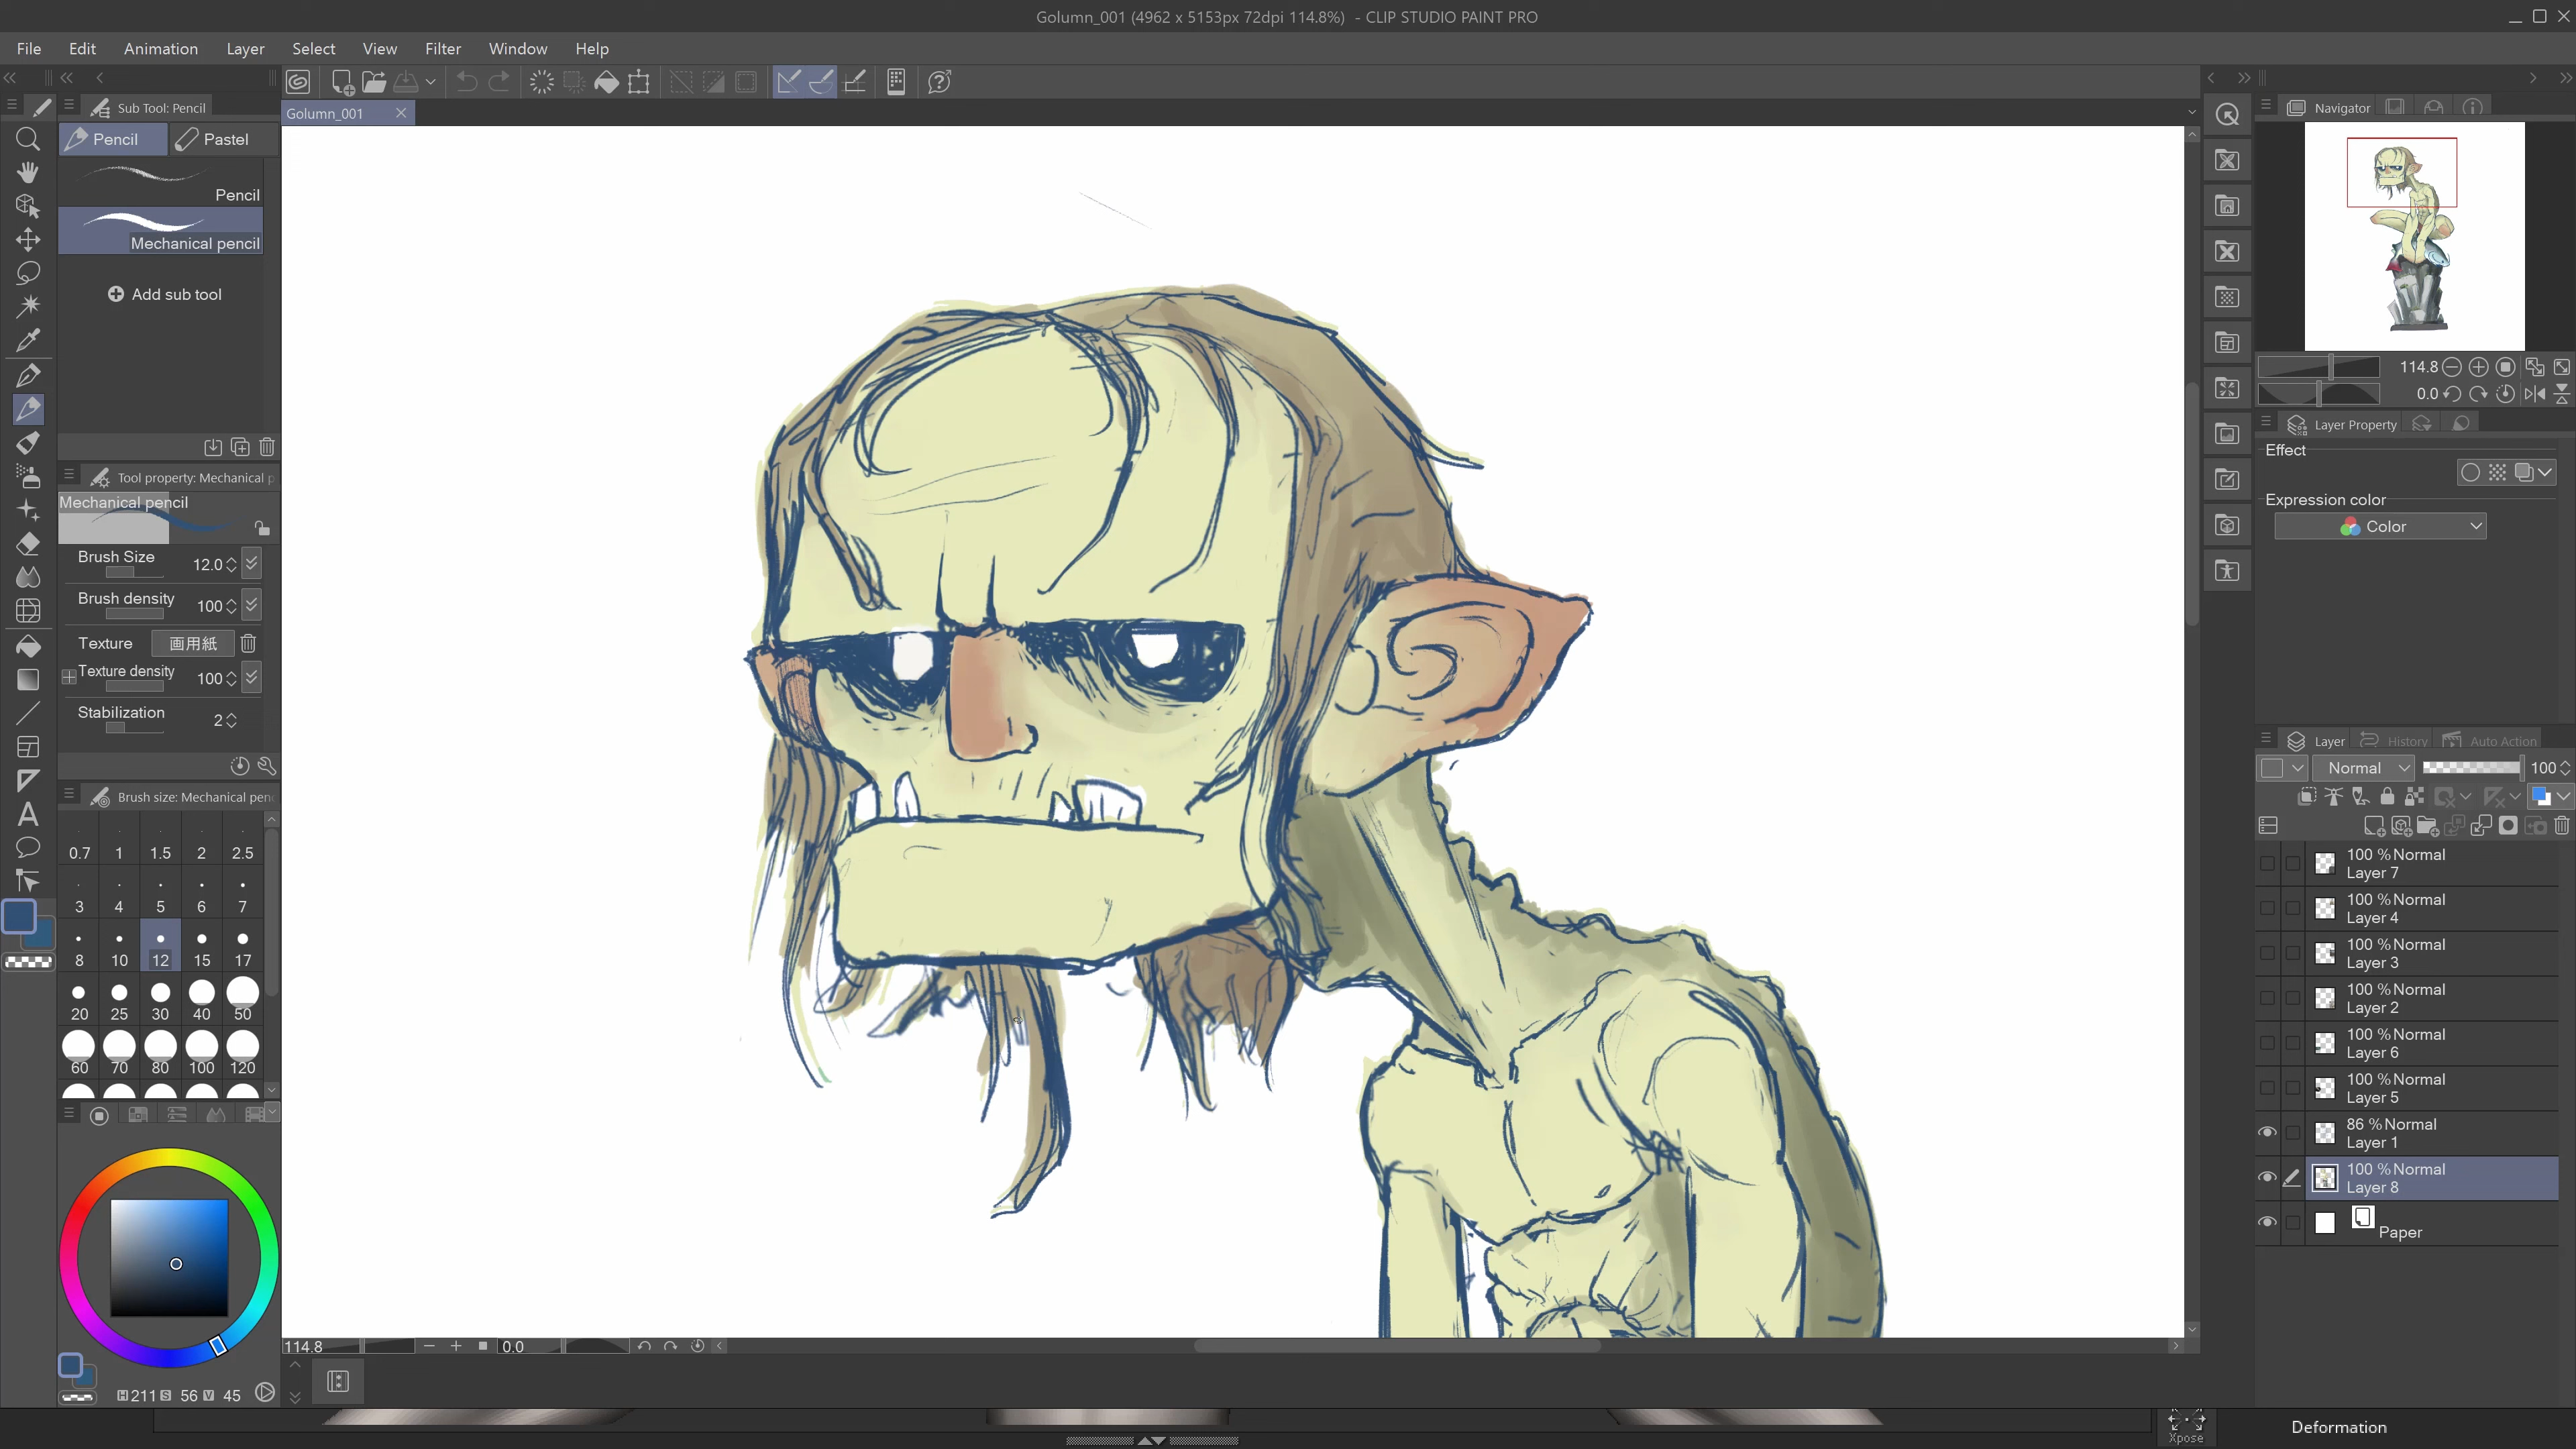 Golumn_001 (4962 x 5153px 72dpi 114.8%) - CLIP STUDIO PAINT PRO
File Edit Animation Layer Select View Filter Window Help
Sub Tool: Pencil
Golumn_001
Navigator
Pencil Pastel
Pencil
Mechanical pencil
Add sub tool
114.8
0.0
Layer Property
Effect
Expression color
Color
Tool property: Mechanical p
Mechanical pencil
Brush Size 12.0
Brush density 100
Texture 画用紙
Texture density 100
Stabilization 2
Layer History Auto Action
Normal 100
Brush size: Mechanical pen
0.7 1 1.5 2 2.5
3 4 5 6 7
8 10 12 15 17
20 25 30 40 50
60 70 80 100 120
100 %Normal
Layer 7
100 %Normal
Layer 4
100 %Normal
Layer 3
100 %Normal
Layer 2
100 %Normal
Layer 6
100 %Normal
Layer 5
86 %Normal
Layer 1
100 %Normal
Layer 8
Paper
114.8 0.0
H 211 S 56 V 45
Xpose
Deformation